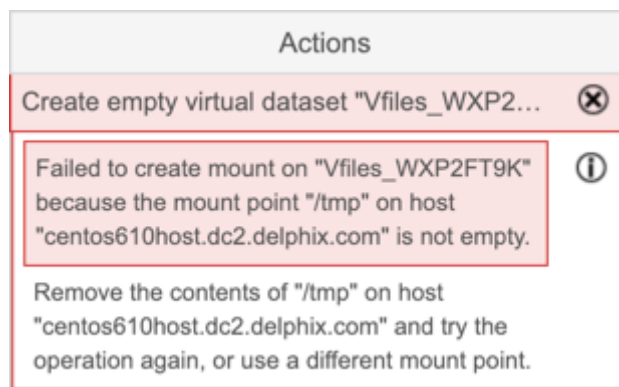 Actions
Create empty virtual dataset "Vfiles_WXP2...
Failed to create mount on "Vfiles_WXP2FT9K"
because the mount point "/tmp" on host
"centos610host.dc2.delphix.com" is not empty.
Remove the contents of "/tmp" on host
"centos610host.dc2.delphix.com" and try the
operation again, or use a different mount point.